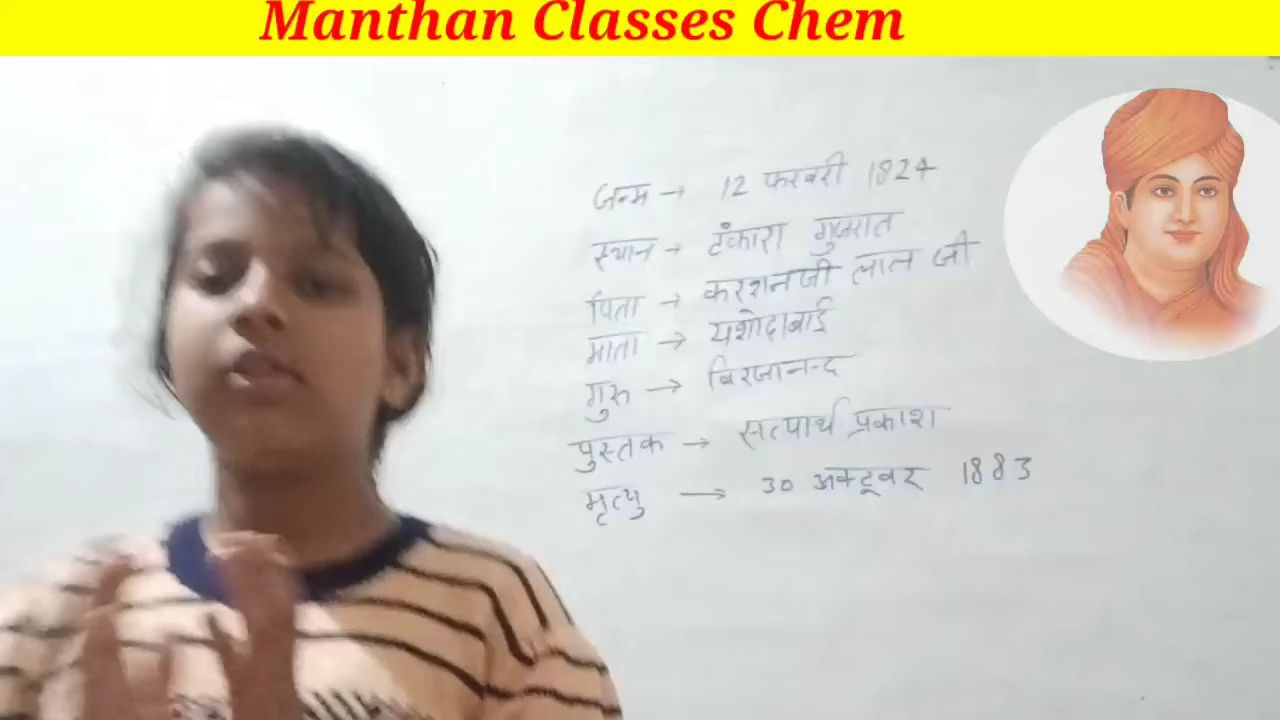 Manthan Classes Chem
जन्म → 12 फरवरी 1824
स्थान → टंकारा गुजरात
पिता → करशनजी लाल जी
माता → यशोदाबाई
गुरु → विरजानन्द
पुस्तक → सत्यार्थ प्रकाश
मृत्यु → 30 अक्टूबर 1883